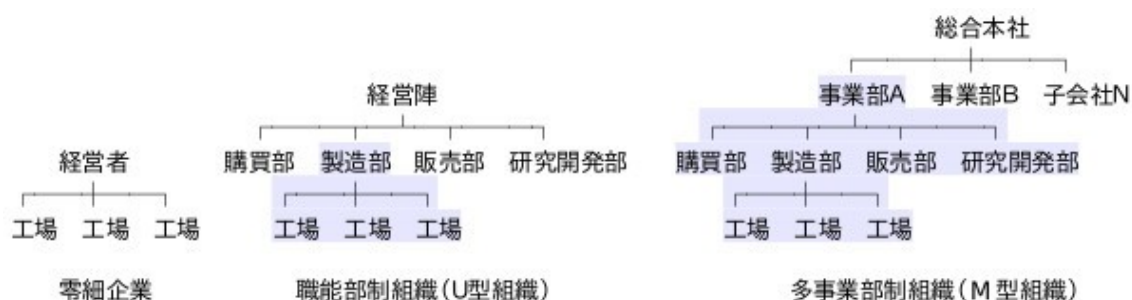 総合本社
経営陣
事業部A 事業部B 子会社N
経営者
購買部 製造部 販売部 研究開発部
購買部 製造部 販売部 研究開発部
工場 工場 工場
工場 工場 工場
工場 工場 工場
零細企業
職能部制組織(U型組織)
多事業部制組織(M型組織)